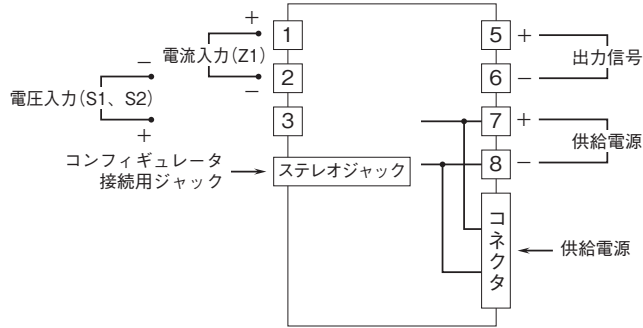 +
1
電流入力(Z1)
−
2
−
電圧入力(S1、S2)
+
3
コンフィギュレータ
接続用ジャック
ステレオジャック
5 +
出力信号
6 −
7 +
供給電源
8 −
コネクタ
供給電源